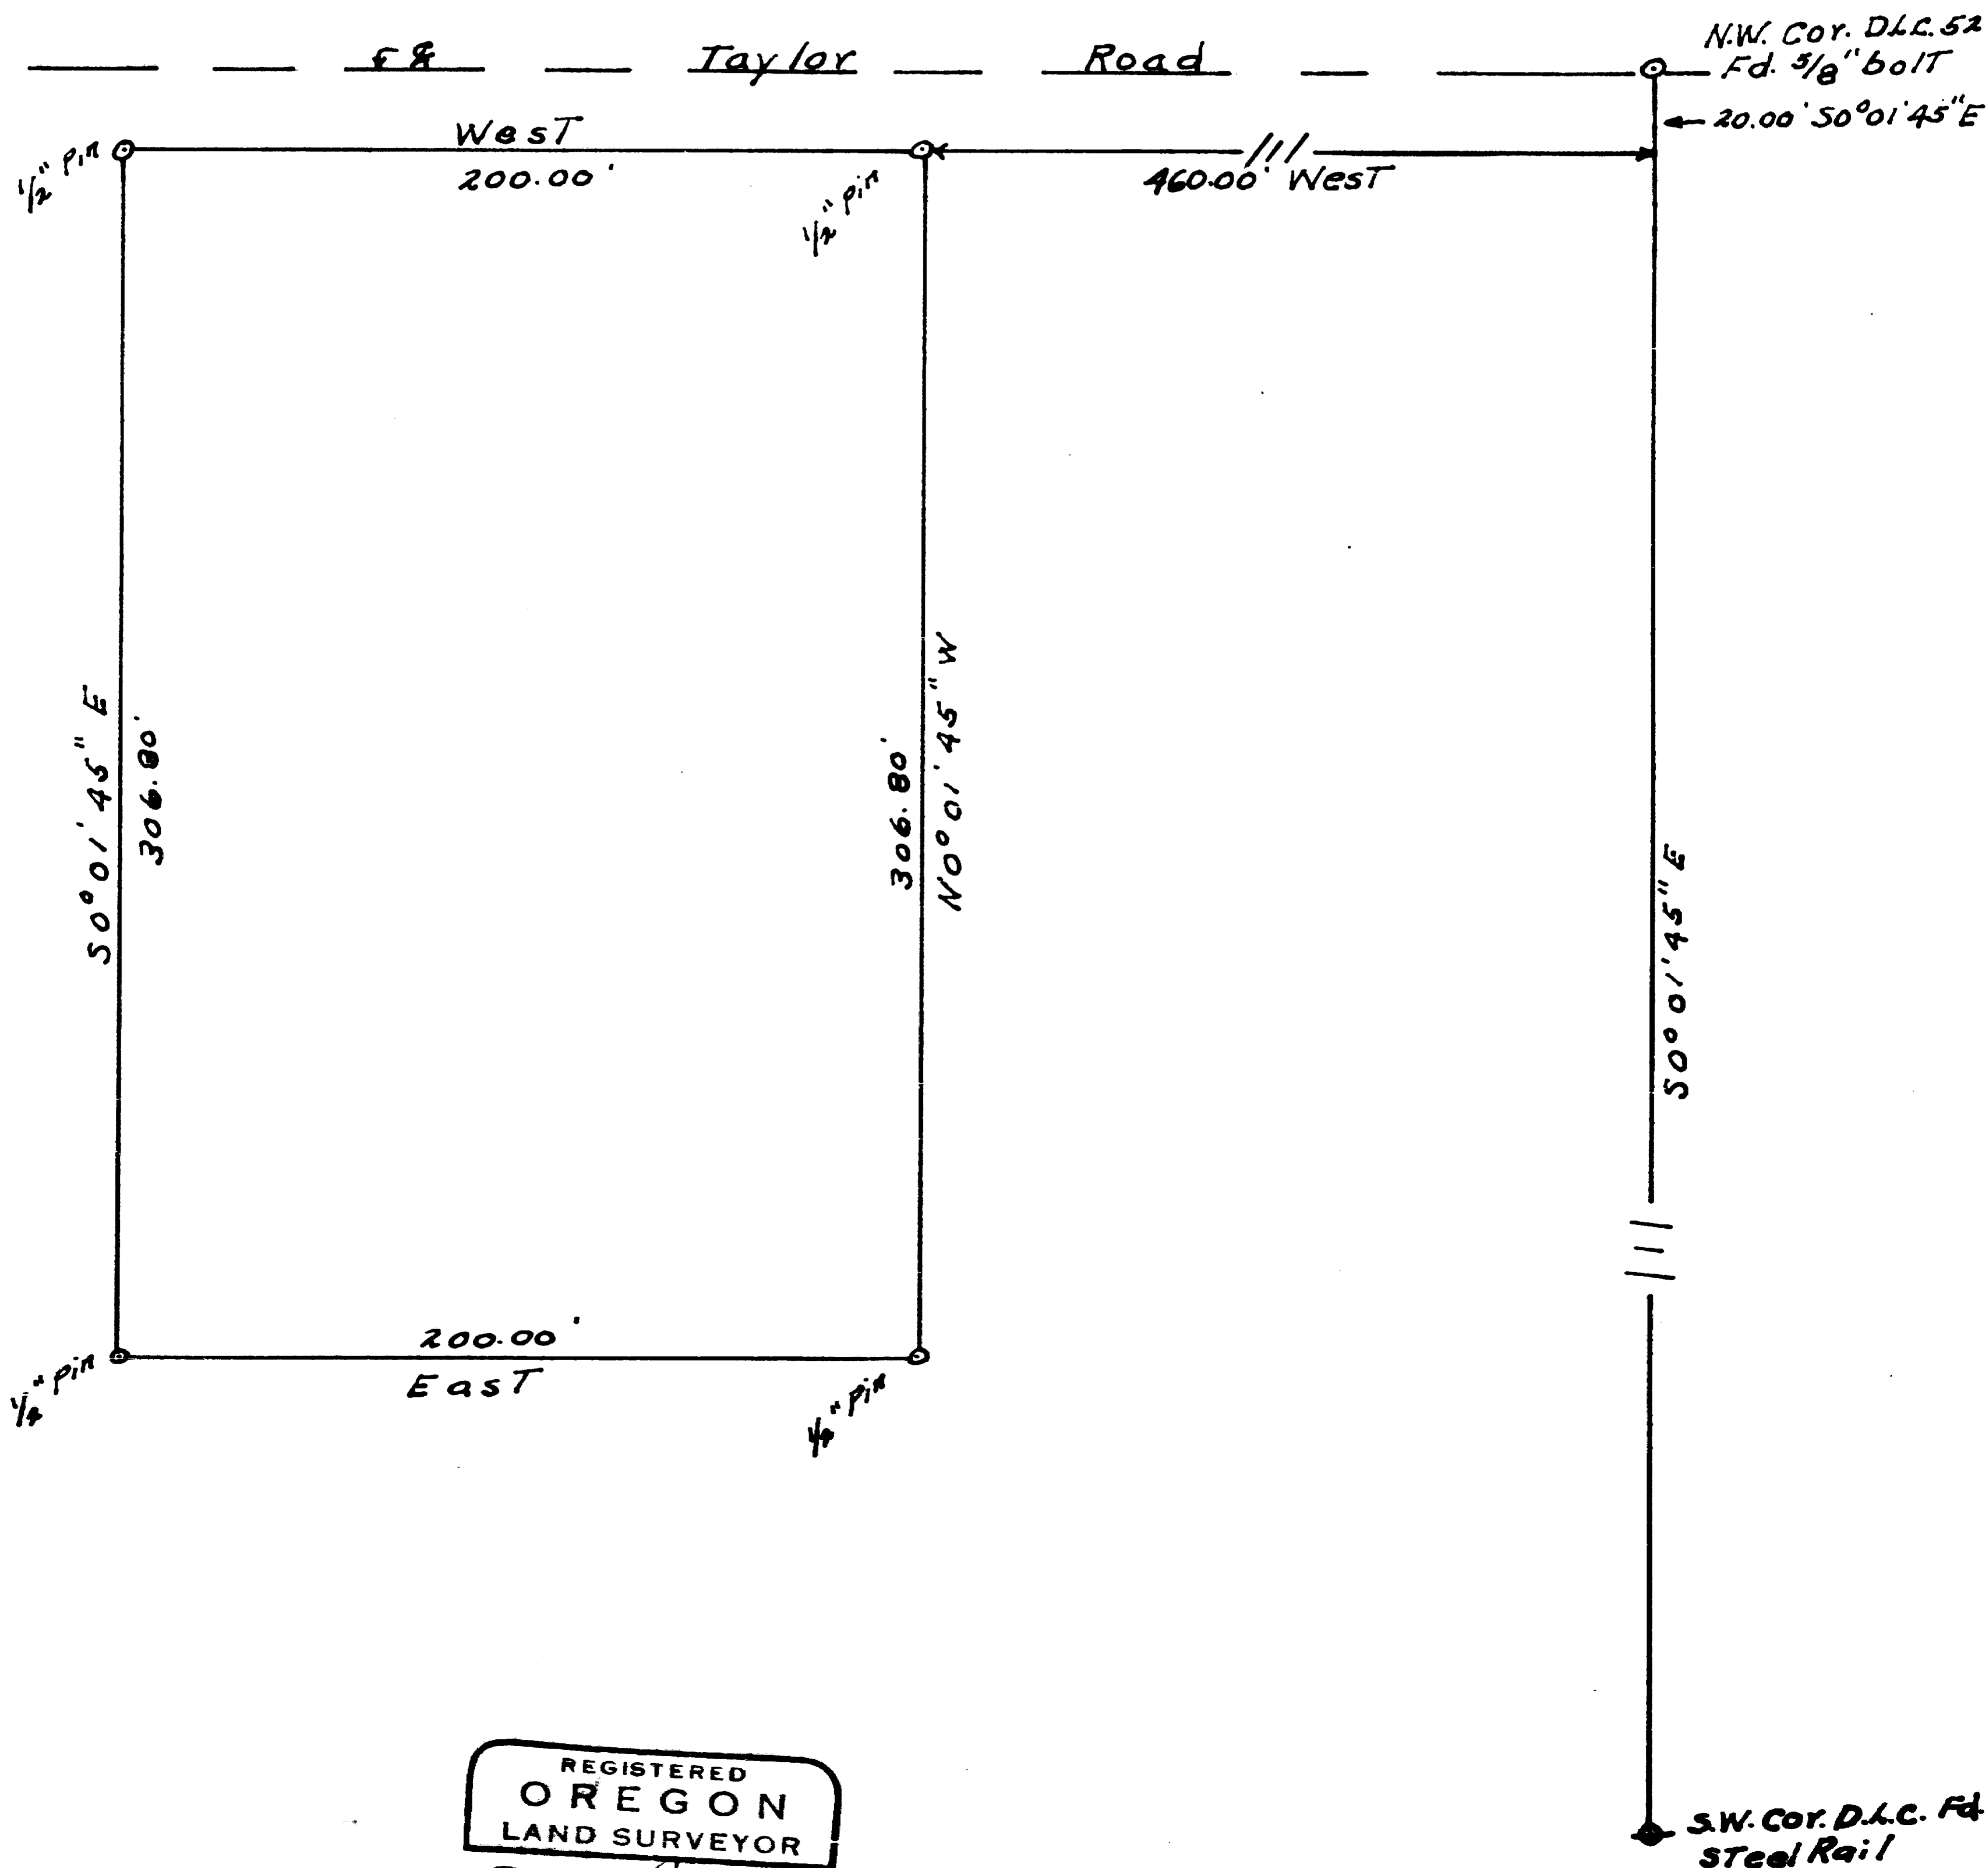 N.W. Cor. D.L.C. 52
Taylor Road
Fd. 5/8" bolt
20.00' S0°01'45"E
West
200.00'
460.00' West
1/2" pin
1/2" pin
S0°01'45"E
306.80'
306.80'
N0°01'45"W
S0°01'45"E
200.00'
East
1/4" pin
1/4" pin
REGISTERED
OREGON
LAND SURVEYOR
S.W. Cor. D.L.C. Fd.
Steel Rail